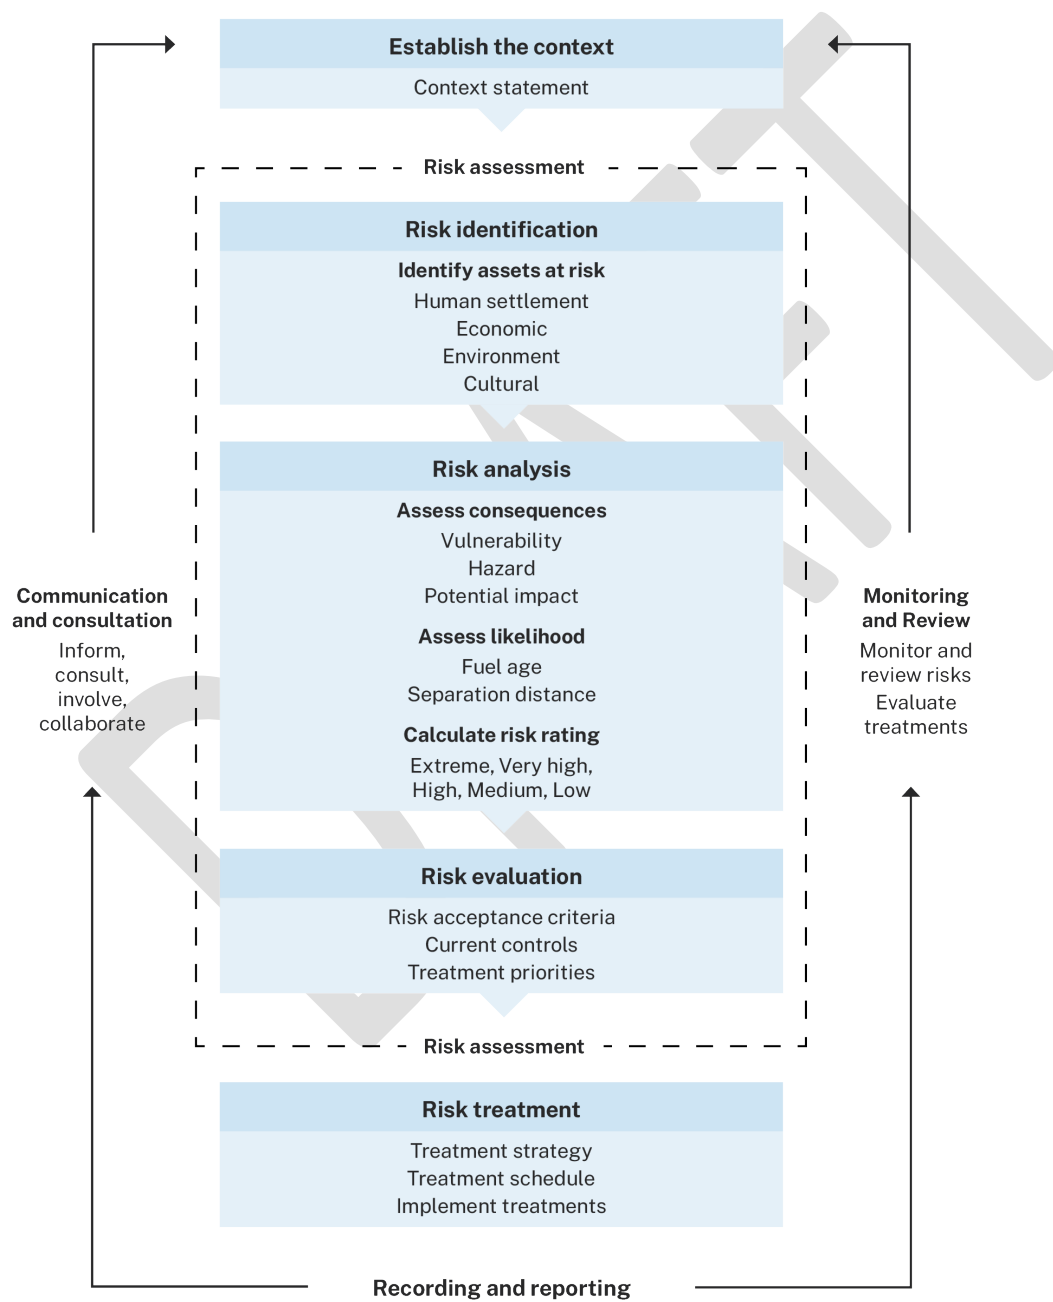 Establish the context
Context statement
Risk assessment
Risk identification
Identify assets at risk
Human settlement
Economic
Environment
Cultural
Risk analysis
Assess consequences
Vulnerability
Hazard
Potential impact
Assess likelihood
Fuel age
Separation distance
Calculate risk rating
Extreme, Very high,
High, Medium, Low
Risk evaluation
Risk acceptance criteria
Current controls
Treatment priorities
Risk assessment
Risk treatment
Treatment strategy
Treatment schedule
Implement treatments
Communication
and consultation
Inform,
consult,
involve,
collaborate
Monitoring
and Review
Monitor and
review risks
Evaluate
treatments
Recording and reporting
DRAFT